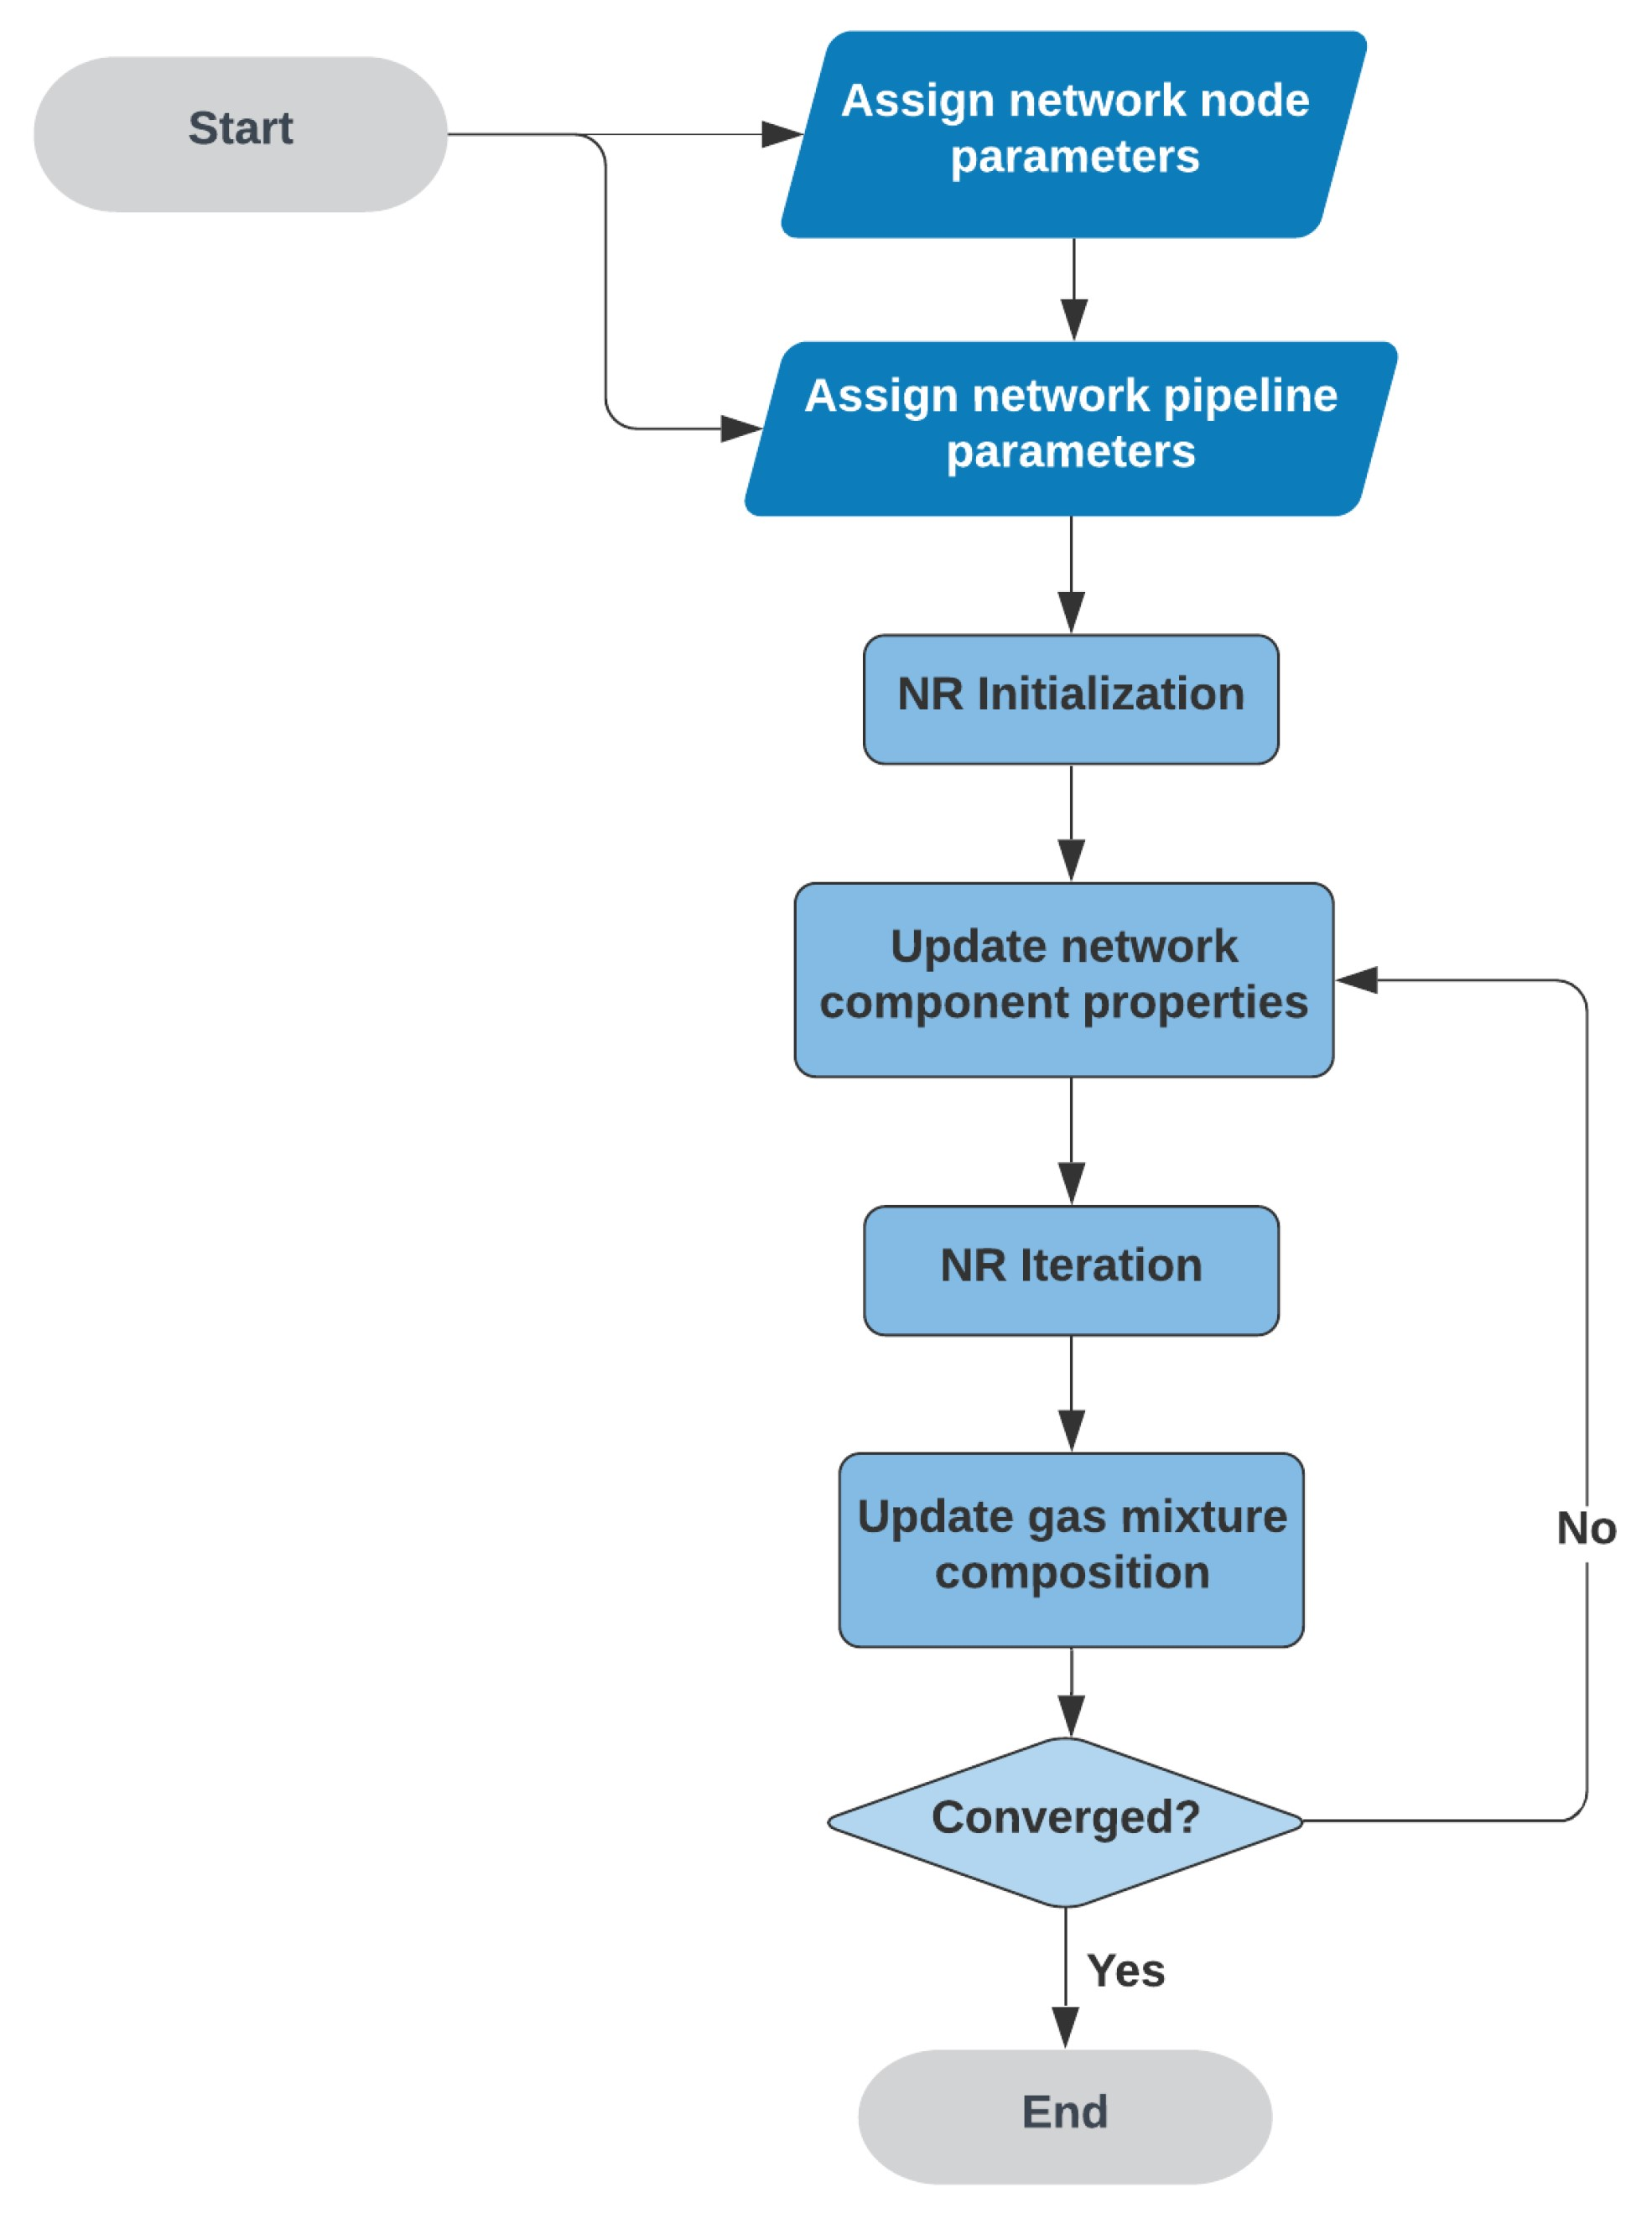 Start
Assign network node
parameters
Assign network pipeline
parameters
NR Initialization
Update network
component properties
NR Iteration
Update gas mixture
composition
No
Converged?
Yes
End